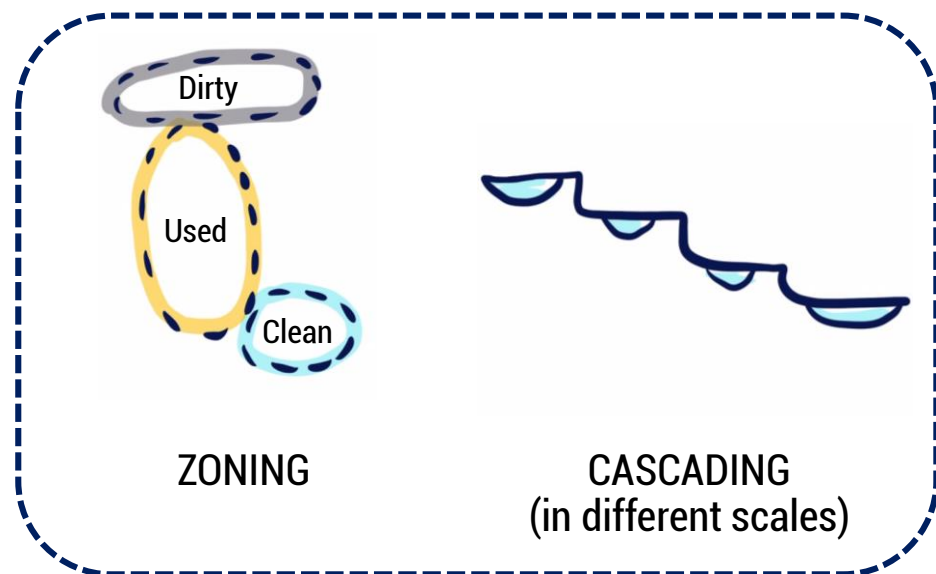 Dirty
Used
Clean
ZONING
CASCADING
(in different scales)